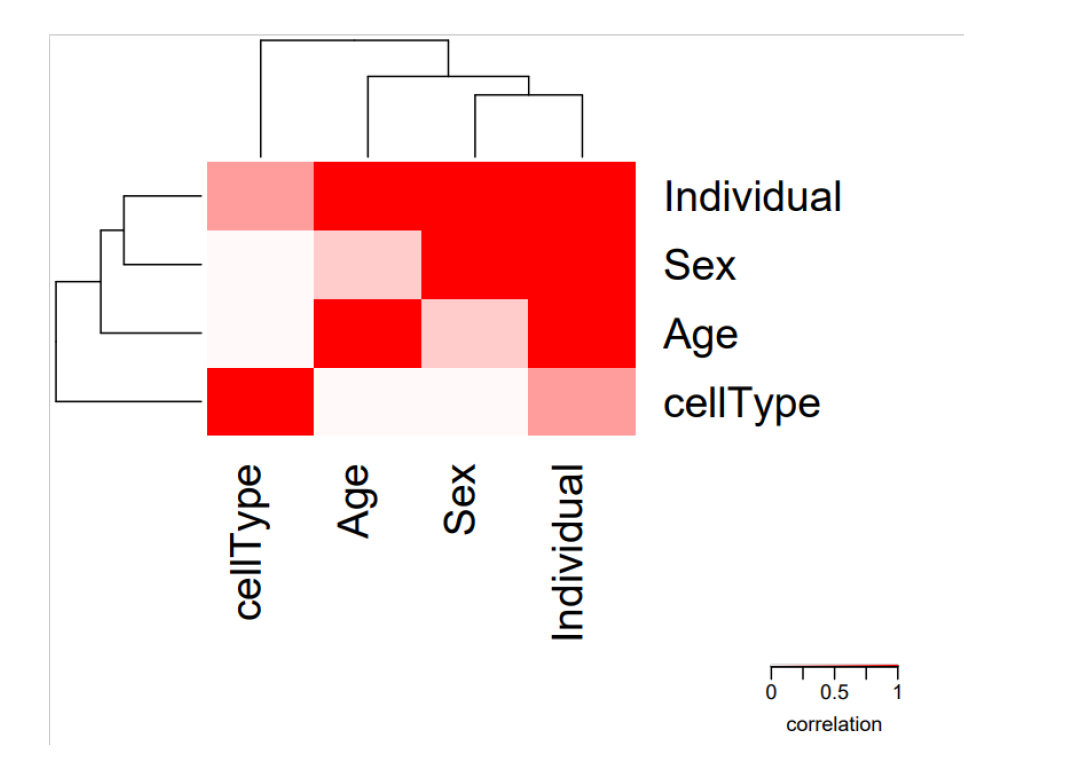 Individual
Sex
Age
cellType
cellType
Age
Sex
Individual
0 0.5 1
correlation